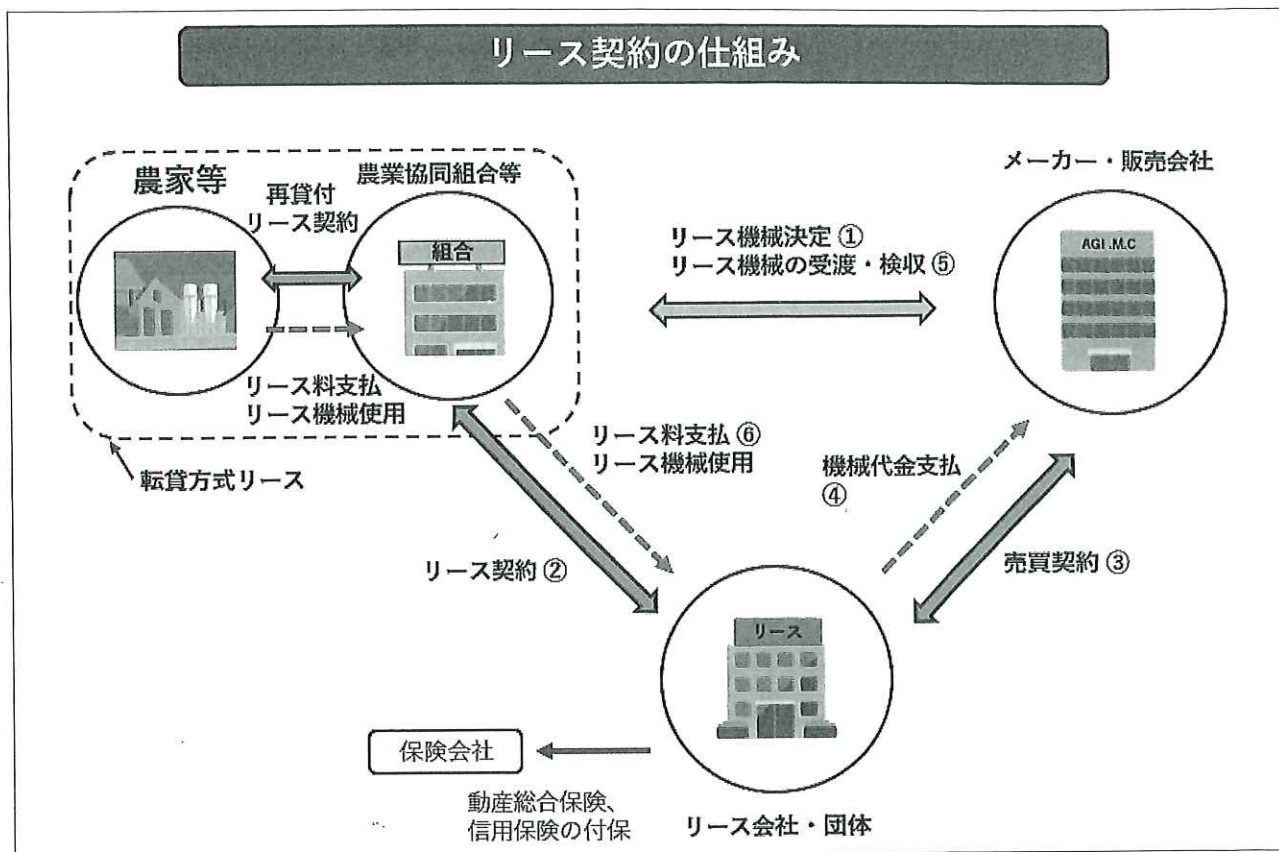 リース契約の仕組み
農家等
再貸付
リース契約
農業協同組合等
組合
リース料支払
リース機械使用
転貸方式リース
リース機械決定 ①
リース機械の受渡・検収 ⑤
メーカー・販売会社
AGI .M.C
リース料支払 ⑥
リース機械使用
機械代金支払
④
リース契約 ②
売買契約 ③
リース
保険会社
動産総合保険、
信用保険の付保
リース会社・団体